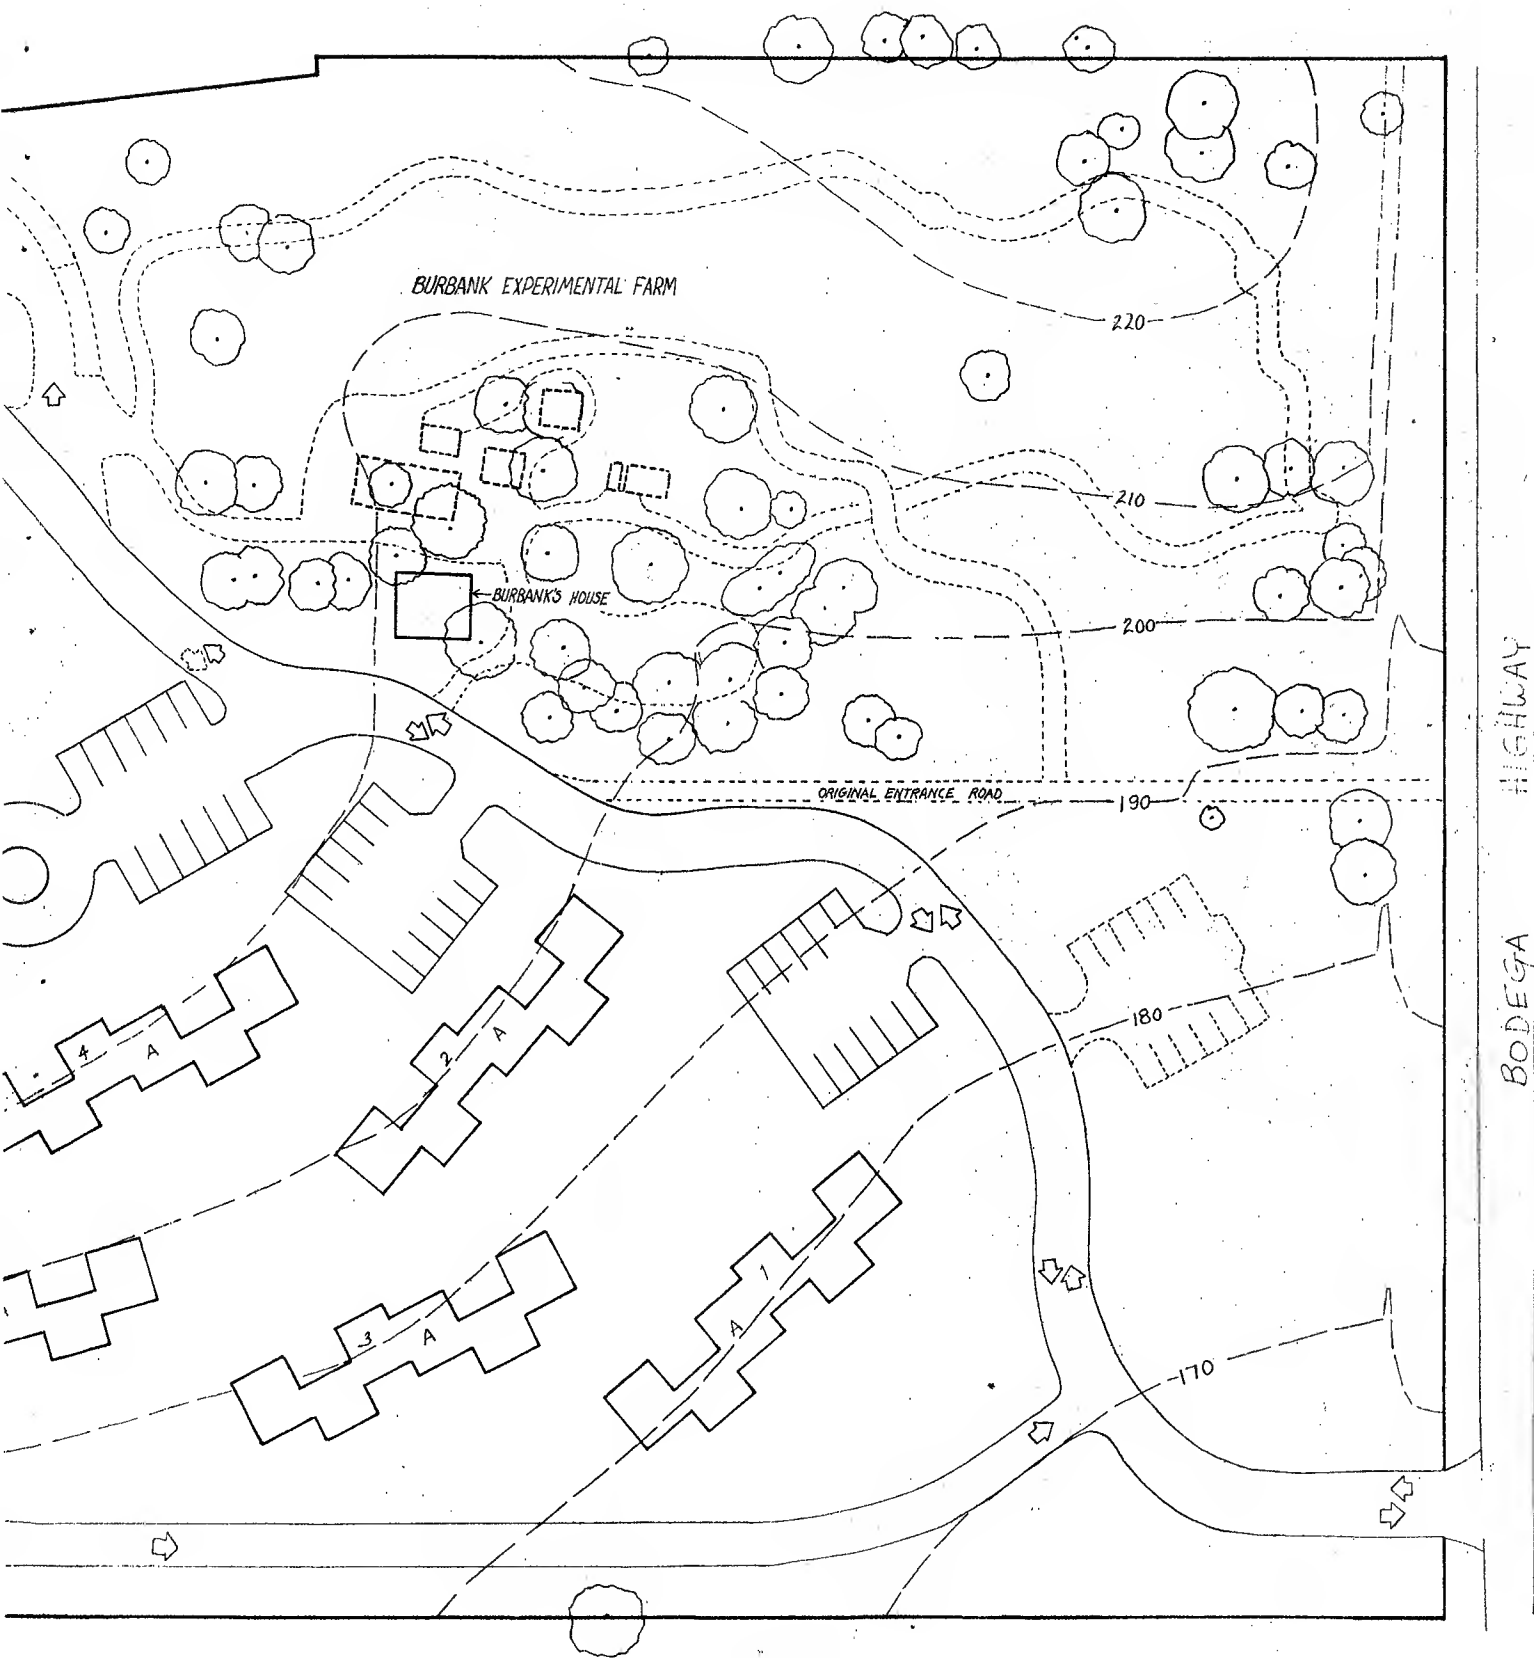 BURBANK EXPERIMENTAL FARM
220
210
BURBANK'S HOUSE
200
ORIGINAL ENTRANCE ROAD
190
180
170
4 A
2 A
3 A
1 A
BODEGA HIGHWAY